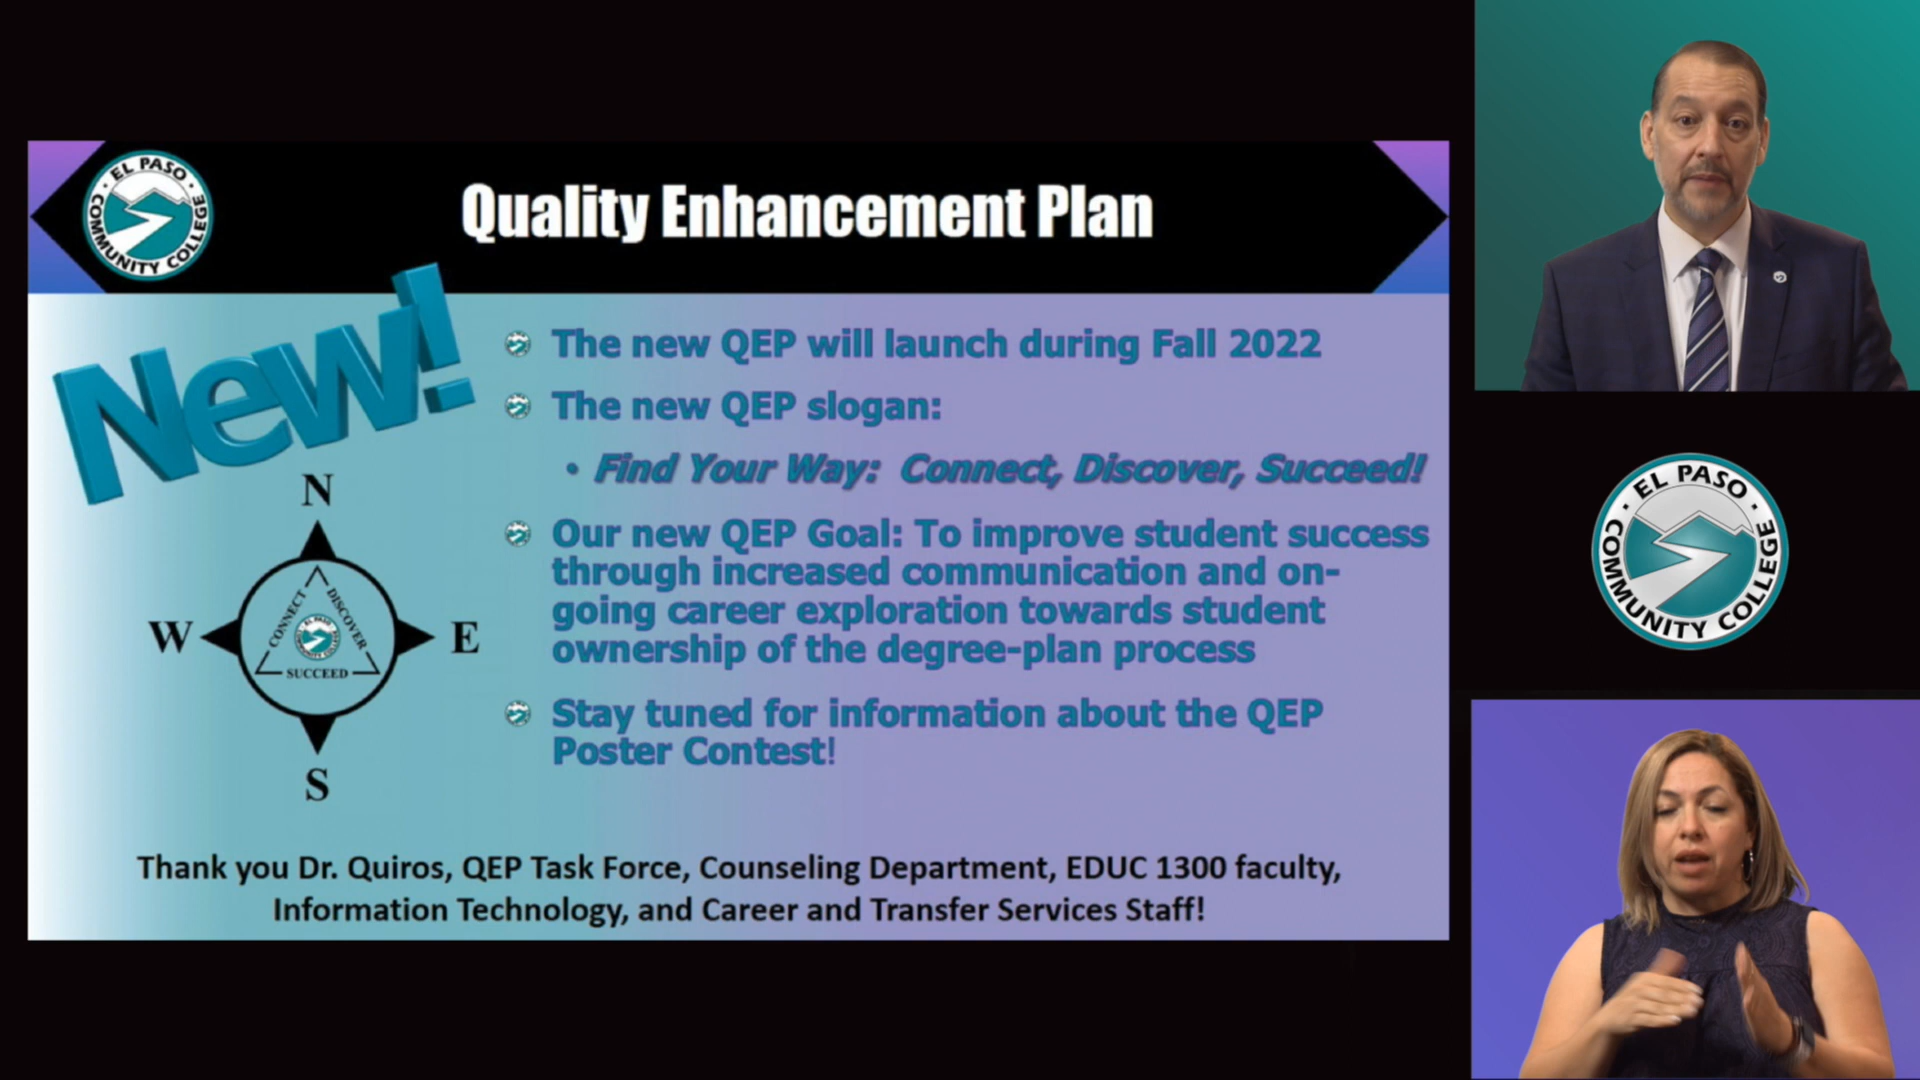 EL PASO
COMMUNITY COLLEGE
Quality Enhancement Plan
New!
The new QEP will launch during Fall 2022
The new QEP slogan:
• Find Your Way: Connect, Discover, Succeed!
Our new QEP Goal: To improve student success
through increased communication and on-
going career exploration towards student
ownership of the degree-plan process
Stay tuned for information about the QEP
Poster Contest!
N
W
E
S
CONNECT
DISCOVER
SUCCEED
Thank you Dr. Quiros, QEP Task Force, Counseling Department, EDUC 1300 faculty,
Information Technology, and Career and Transfer Services Staff!
EL PASO
COMMUNITY COLLEGE